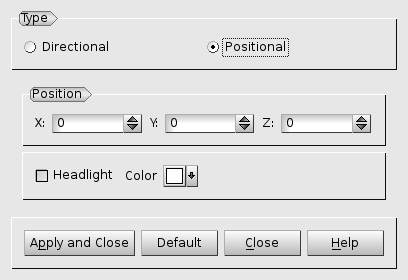 Type
Directional Positional
Position
X: 0 Y: 0 Z: 0
Headlight Color
Apply and Close Default Close Help